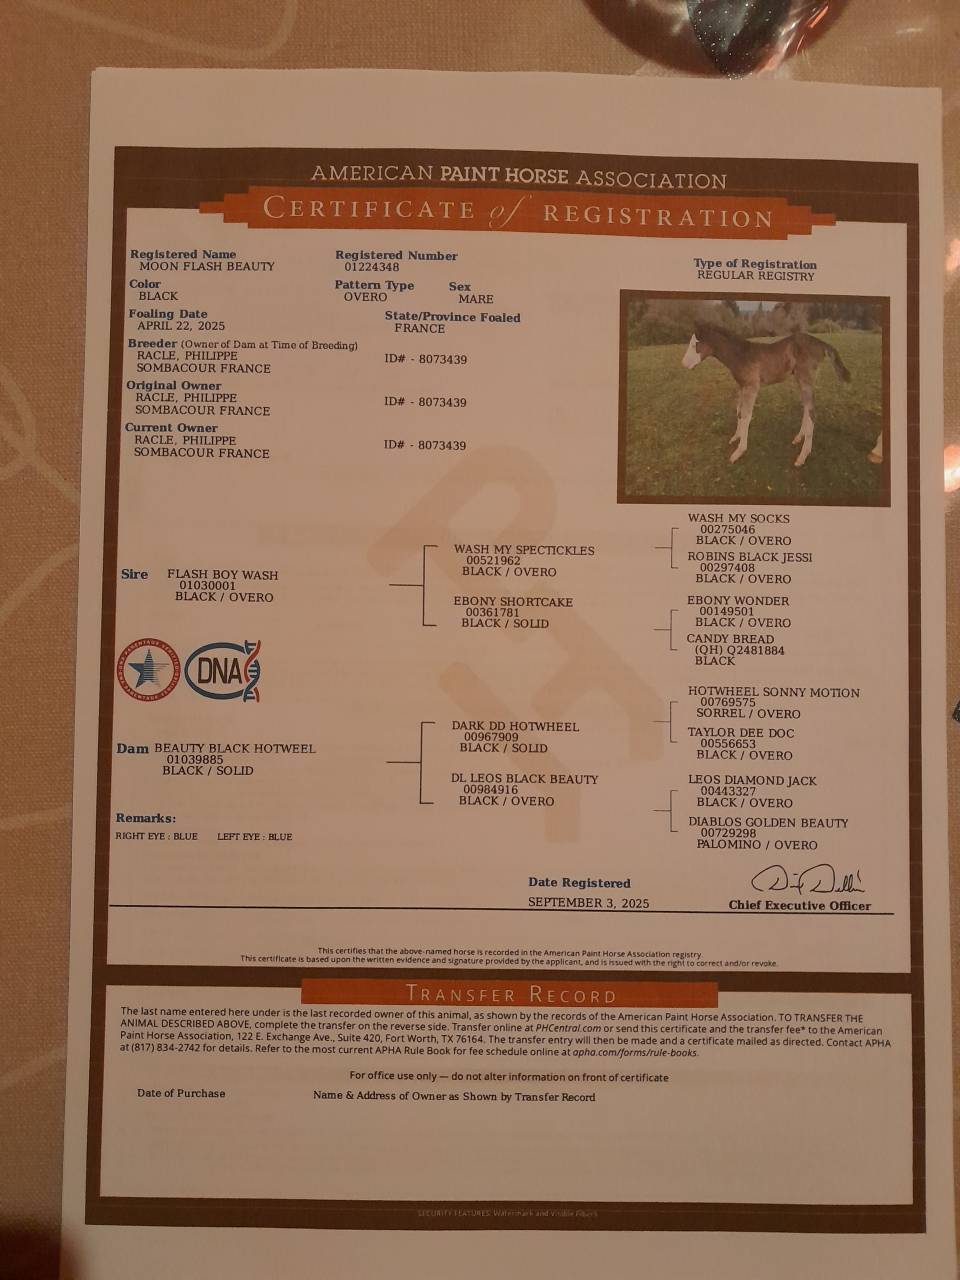 AMERICAN PAINT HORSE ASSOCIATION
CERTIFICATE of REGISTRATION
Registered Name
MOON FLASH BEAUTY
Registered Number
01224348
Type of Registration
REGULAR REGISTRY
Color
BLACK
Pattern Type
OVERO
Sex
MARE
Foaling Date
APRIL 22, 2025
State/Province Foaled
FRANCE
Breeder (Owner of Dam at Time of Breeding)
RACLE, PHILIPPE
SOMBACOUR FRANCE
ID# - 8073439
Original Owner
RACLE, PHILIPPE
SOMBACOUR FRANCE
ID# - 8073439
Current Owner
RACLE, PHILIPPE
SOMBACOUR FRANCE
ID# - 8073439
Sire FLASH BOY WASH
01030001
BLACK / OVERO
WASH MY SPECTICKLES
00521962
BLACK / OVERO
EBONY SHORTCAKE
00361781
BLACK / SOLID
WASH MY SOCKS
00275046
BLACK / OVERO
ROBINS BLACK JESSI
00297408
BLACK / OVERO
EBONY WONDER
00149501
BLACK / OVERO
CANDY BREAD
(QH) Q2481884
BLACK
DNA
Dam BEAUTY BLACK HOTWEEL
01039885
BLACK / SOLID
DARK DD HOTWHEEL
00967909
BLACK / SOLID
DL LEOS BLACK BEAUTY
00984916
BLACK / OVERO
HOTWHEEL SONNY MOTION
00769575
SORREL / OVERO
TAYLOR DEE DOC
00556653
BLACK / OVERO
LEOS DIAMOND JACK
00443327
BLACK / OVERO
DIABLOS GOLDEN BEAUTY
00729298
PALOMINO / OVERO
Remarks:
RIGHT EYE : BLUE LEFT EYE : BLUE
Date Registered
SEPTEMBER 3, 2025
Chief Executive Officer
This certifies that the above-named horse is recorded in the American Paint Horse Association registry.
This certificate is based upon the written evidence and signature provided by the applicant, and is issued with the right to correct and/or revoke.
TRANSFER RECORD
The last name entered here under is the last recorded owner of this animal, as shown by the records of the American Paint Horse Association. TO TRANSFER THE
ANIMAL DESCRIBED ABOVE, complete the transfer on the reverse side. Transfer online at PHCentral.com or send this certificate and the transfer fee* to the American
Paint Horse Association, 122 E. Exchange Ave., Suite 420, Fort Worth, TX 76164. The transfer entry will then be made and a certificate mailed as directed. Contact APHA
at (817) 834-2742 for details. Refer to the most current APHA Rule Book for fee schedule online at apha.com/forms/rule-books.
For office use only — do not alter information on front of certificate
Date of Purchase
Name & Address of Owner as Shown by Transfer Record
SECURITY FEATURES: Watermark and Visible Fibers